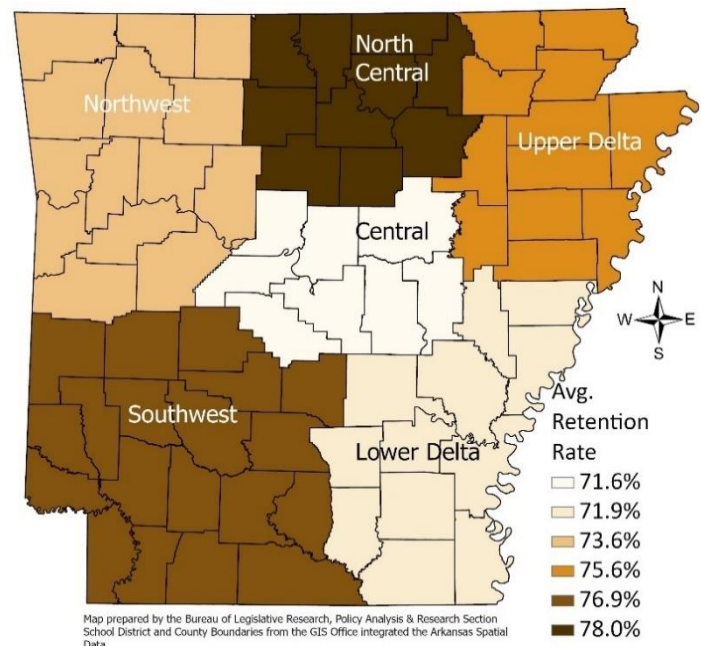 North
Central
Northwest
Upper Delta
Central
N
W E
S
Southwest
Lower Delta
Avg.
Retention
Rate
71.6%
71.9%
73.6%
75.6%
76.9%
78.0%
Map prepared by the Bureau of Legislative Research, Policy Analysis & Research Section
School District and County Boundaries from the GIS Office integrated the Arkansas Spatial
Data